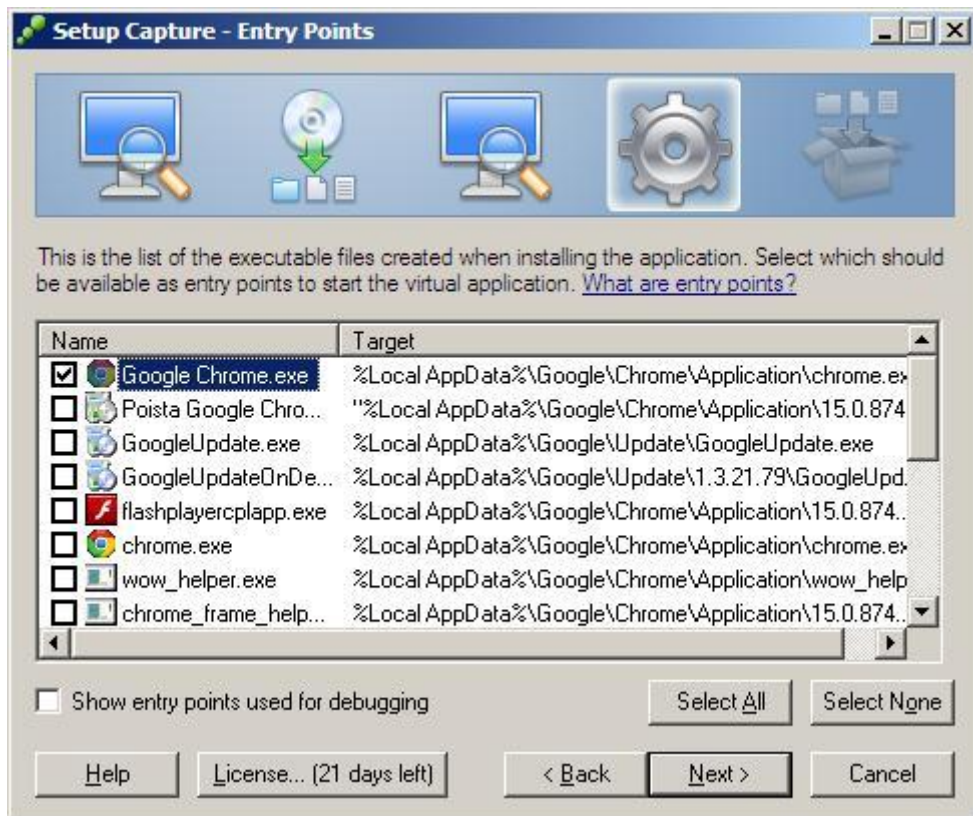 Setup Capture - Entry Points
This is the list of the executable files created when installing the application. Select which should
be available as entry points to start the virtual application. What are entry points?
Name Target
Google Chrome.exe %Local AppData%\Google\Chrome\Application\chrome.ex
Poista Google Chro... "%Local AppData%\Google\Chrome\Application\15.0.874
GoogleUpdate.exe %Local AppData%\Google\Update\GoogleUpdate.exe
GoogleUpdateOnDe... %Local AppData%\Google\Update\1.3.21.79\GoogleUpd.
flashplayercplapp.exe %Local AppData%\Google\Chrome\Application\15.0.874..
chrome.exe %Local AppData%\Google\Chrome\Application\chrome.ex
wow_helper.exe %Local AppData%\Google\Chrome\Application\wow_help
chrome_frame_help... %Local AppData%\Google\Chrome\Application\15.0.874..
Show entry points used for debugging Select All Select None
Help License... (21 days left) < Back Next > Cancel